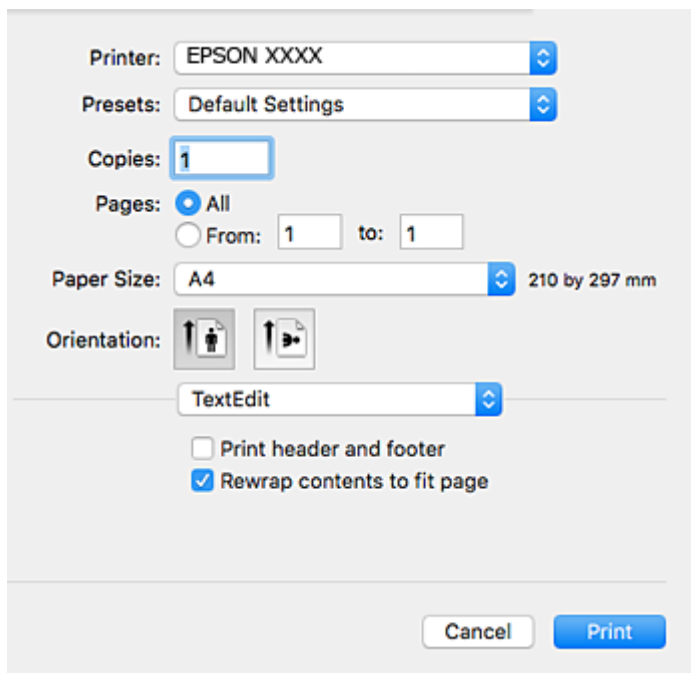 Printer: EPSON XXXX
Presets: Default Settings
Copies: 1
Pages: All
From: 1 to: 1
Paper Size: A4 210 by 297 mm
Orientation:
TextEdit
Print header and footer
Rewrap contents to fit page
Cancel Print